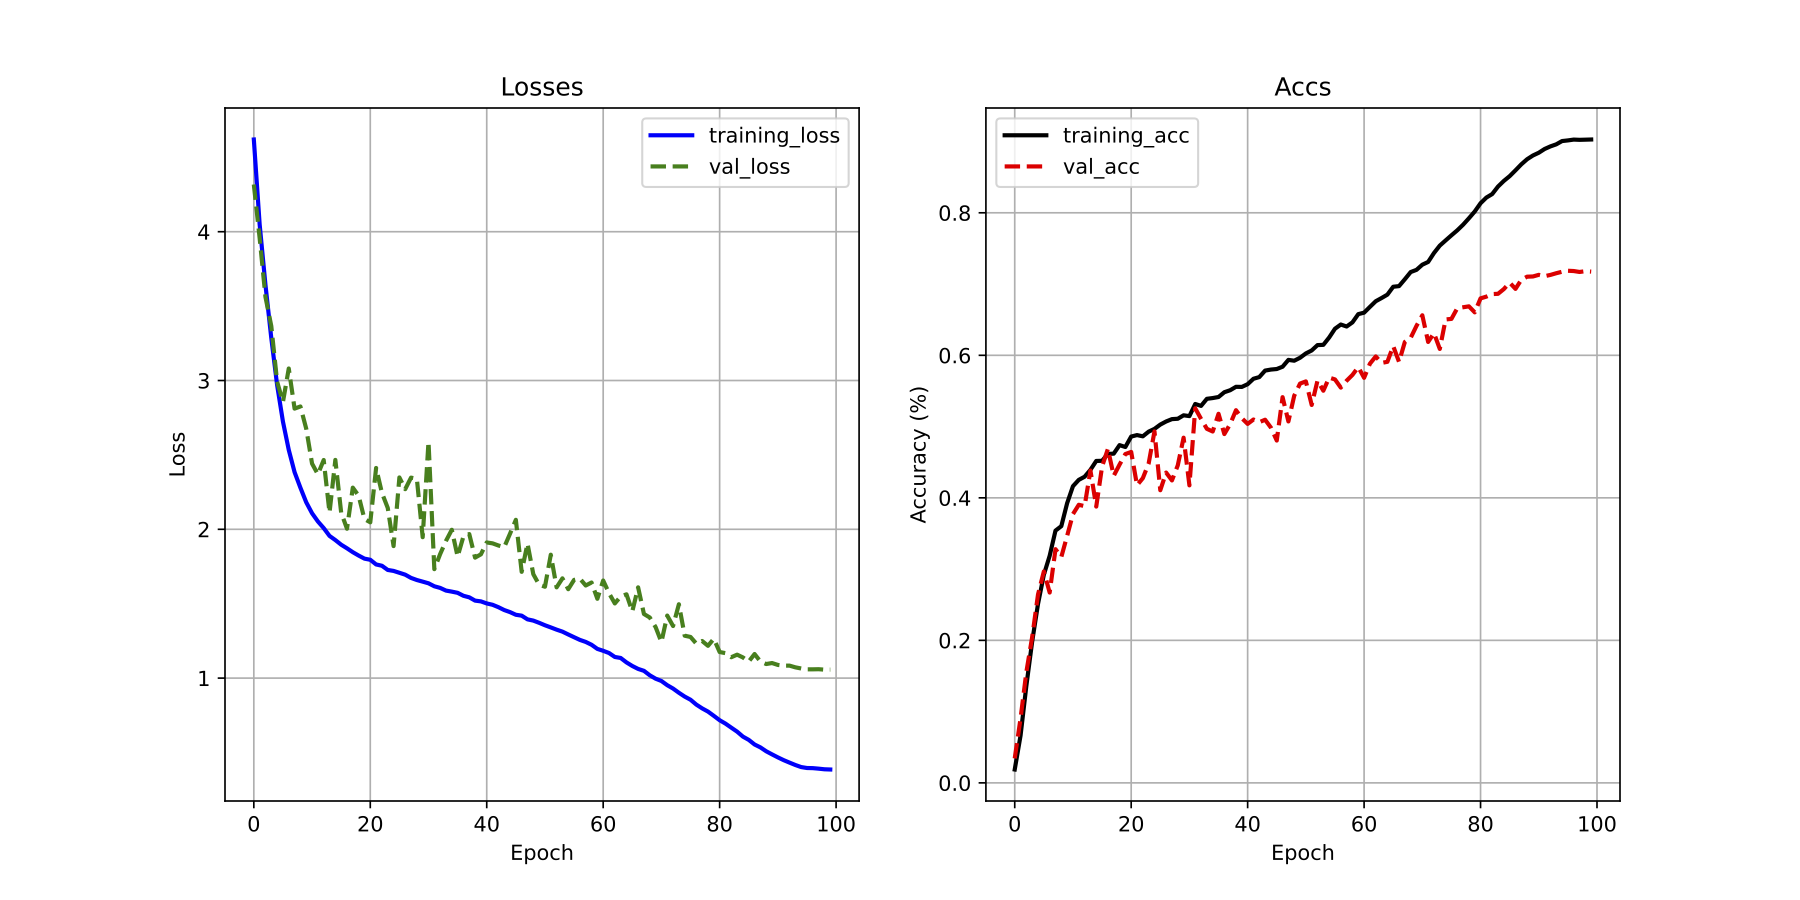 Losses
training_loss
val_loss
4
3
2
1
Loss
0 20 40 60 80 100
Epoch
Accs
training_acc
val_acc
0.8
0.6
0.4
0.2
0.0
Accuracy (%)
0 20 40 60 80 100
Epoch